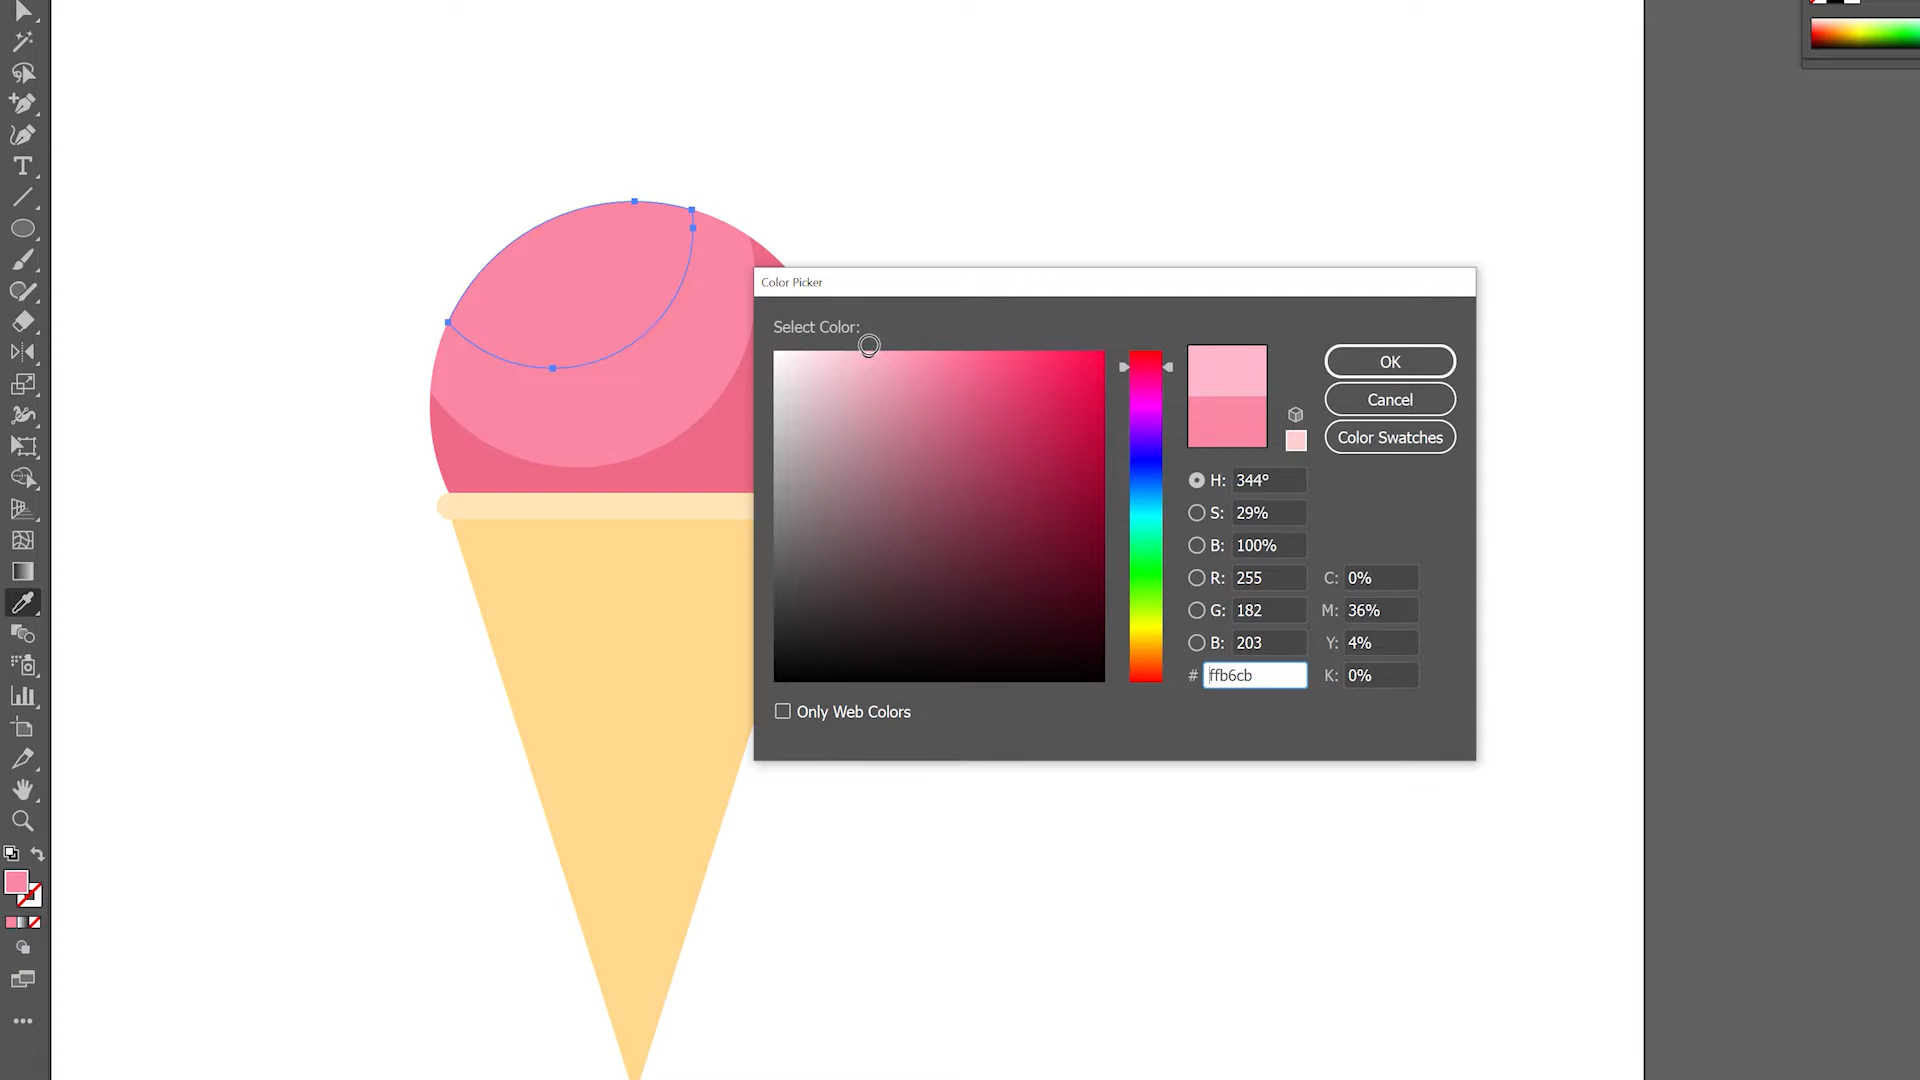 Color Picker
Select Color:
OK
Cancel
Color Swatches
H: 344°
S: 29%
B: 100%
R: 255 C: 0%
G: 182 M: 36%
B: 203 Y: 4%
# ffb6cb K: 0%
Only Web Colors